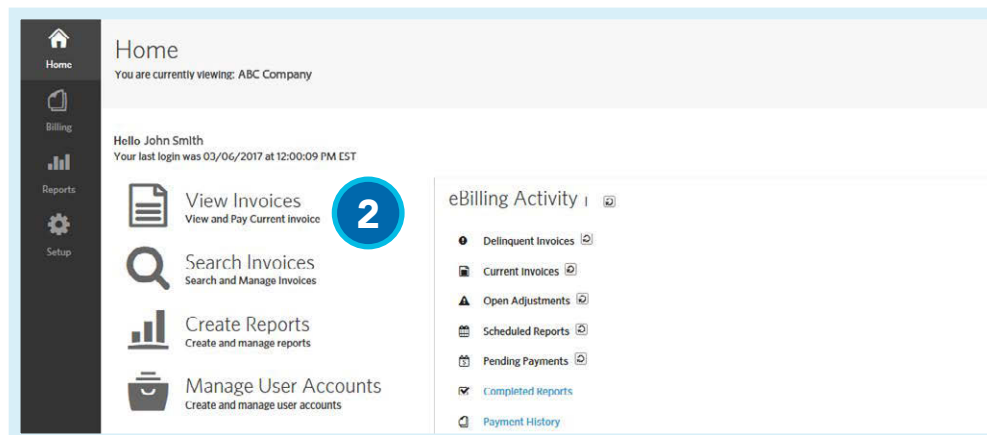 Home
Billing
Reports
Setup
Home
You are currently viewing: ABC Company
Hello John Smith
Your last login was 03/06/2017 at 12:00:09 PM EST
View Invoices
View and Pay Current invoice
2
Search Invoices
Search and Manage Invoices
Create Reports
Create and manage reports
Manage User Accounts
Create and manage user accounts
eBilling Activity |
Delinquent Invoices
Current Invoices
Open Adjustments
Scheduled Reports
Pending Payments
Completed Reports
Payment History